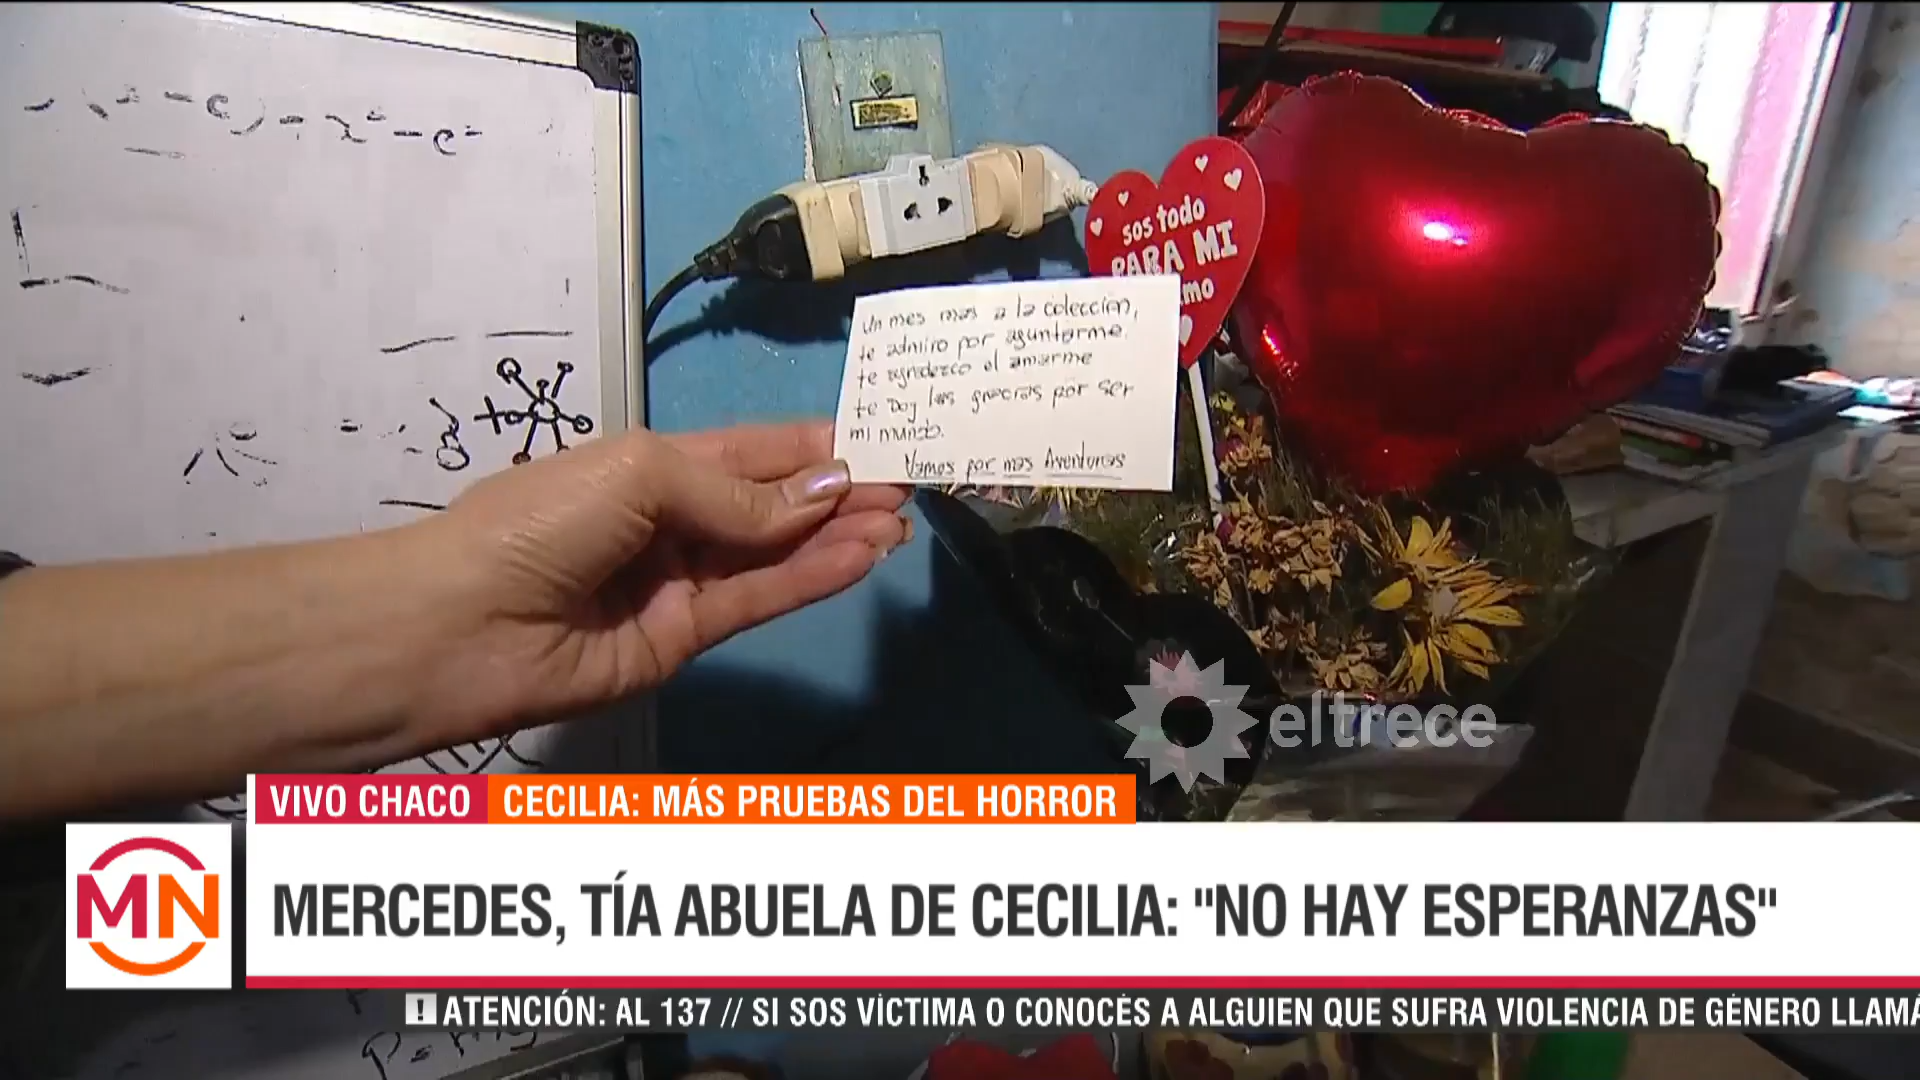 sos todo
PARA MI
Un mes mas a la colección,
te admiro por aguntarme.
te agradezco el amarme
te Doy las gracias por ser
mi mundo.
Vamos por mas Aventuras
eltrece
VIVO CHACO CECILIA: MÁS PRUEBAS DEL HORROR
MN
MERCEDES, TÍA ABUELA DE CECILIA: "NO HAY ESPERANZAS"
ATENCIÓN: AL 137 // SI SOS VÍCTIMA O CONOCÉS A ALGUIEN QUE SUFRA VIOLENCIA DE GÉNERO LLAMÁ